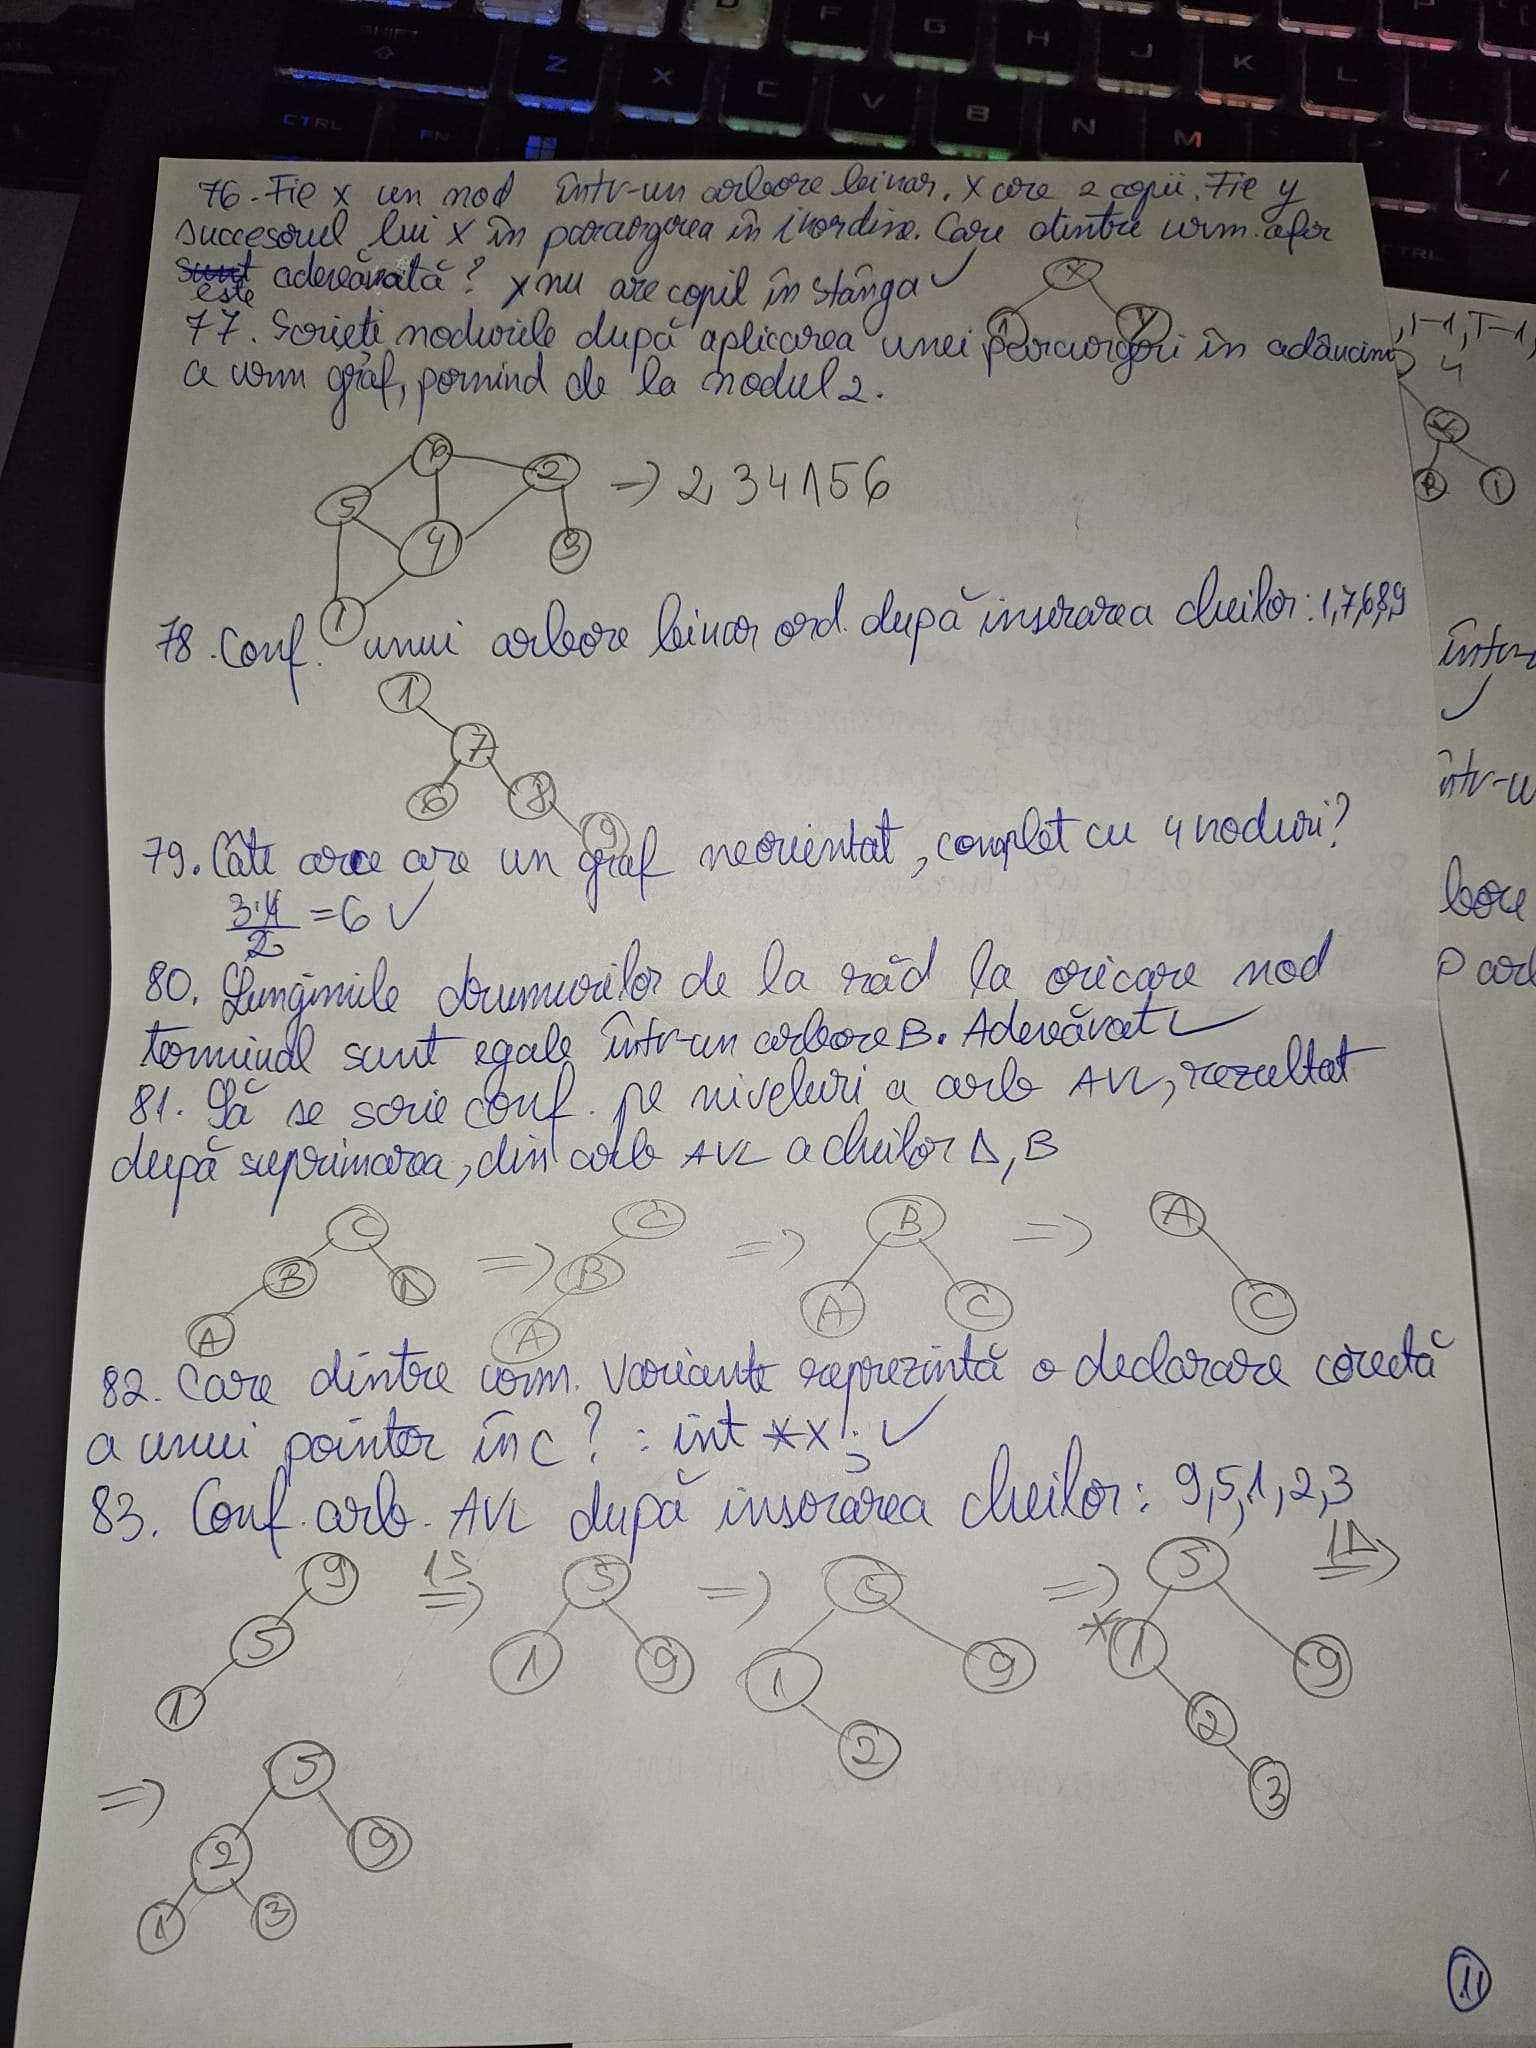 SHIFT
F
G
H
J
K
L
P
Z
X
C
V
B
N
M
CTRL
FN
CTRL
76. Fie x un nod într-un arbore binar. x are 2 copii. Fie y
succesorul lui x în parcurgerea în inordine. Care dintre urm. afir
sunt este adevărată? x nu are copil în stânga ✓
X
1
Y
77. Scrieti nodurile după aplicarea unei parcurgeri în adâncim
a urm graf, pornind de la nodul 2.
6
2 => 2 3 4 1 5 6
5
4
3
1
78. Conf. unui arbore binar ord. după inserarea cheilor: 1,7,6,8,9
1
7
6 8
9
79. Câte arce are un graf neorientat, complet cu 4 noduri?
3·4/2 = 6 ✓
80. Lungimile drumurilor de la răd la oricare nod
terminal sunt egale într-un arbore B. Adevărat ✓
81. Să se scrie conf. pe niveluri a arb AVL, rezultat
după suprimarea, din arb AVL a cheilor D, B
C => C => B => A
B D B A C C
A A
82. Care dintre urm. variante reprezintă o declarare corectă
a unui pointer în C? : int *x; ✓
83. Conf. arb. AVL după inserarea cheilor: 9,5,1,2,3
9 1S => 5 => 5 => 5 1D =>
5 1 9 1 9 * 1 9
1 2 2
3
=> 5
2 9
1 3
11
, T-1, T-1,
4
R
1
într-
✓
într-u
bore